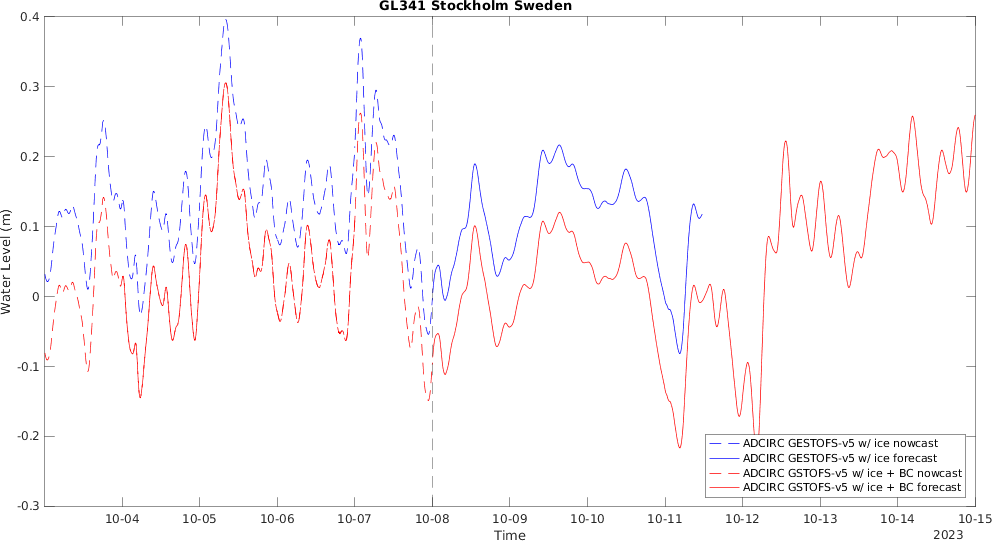 GL341 Stockholm Sweden
0.4
0.3
0.2
0.1
0
-0.1
-0.2
-0.3
Water Level (m)
ADCIRC GESTOFS-v5 w/ ice nowcast
ADCIRC GESTOFS-v5 w/ ice forecast
ADCIRC GSTOFS-v5 w/ ice + BC nowcast
ADCIRC GSTOFS-v5 w/ ice + BC forecast
10-04 10-05 10-06 10-07 10-08 10-09 10-10 10-11 10-12 10-13 10-14 10-15
Time
2023